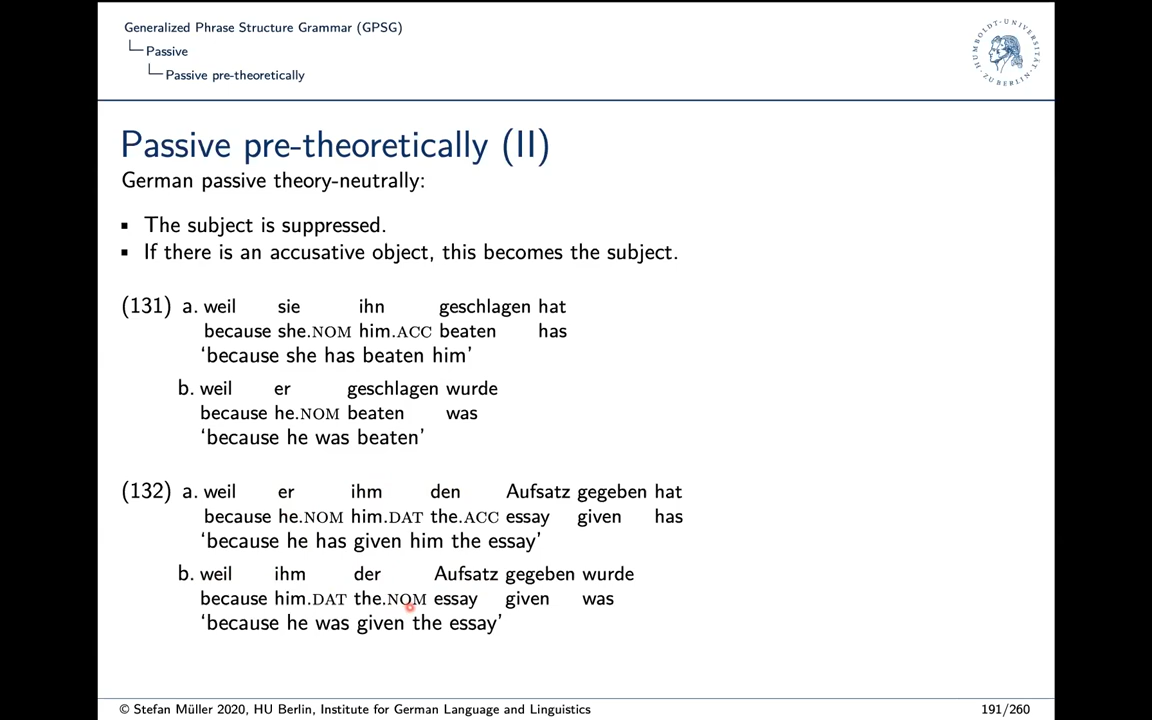 Generalized Phrase Structure Grammar (GPSG)
Passive
Passive pre-theoretically
HUMBOLDT-UNIVERSITÄT ZU BERLIN
Passive pre-theoretically (II)
German passive theory-neutrally:
▪ The subject is suppressed.
▪ If there is an accusative object, this becomes the subject.
(131) a. weil sie ihn geschlagen hat
because she.NOM him.ACC beaten has
‘because she has beaten him’
b. weil er geschlagen wurde
because he.NOM beaten was
‘because he was beaten’
(132) a. weil er ihm den Aufsatz gegeben hat
because he.NOM him.DAT the.ACC essay given has
‘because he has given him the essay’
b. weil ihm der Aufsatz gegeben wurde
because him.DAT the.NOM essay given was
‘because he was given the essay’
© Stefan Müller 2020, HU Berlin, Institute for German Language and Linguistics
191/260